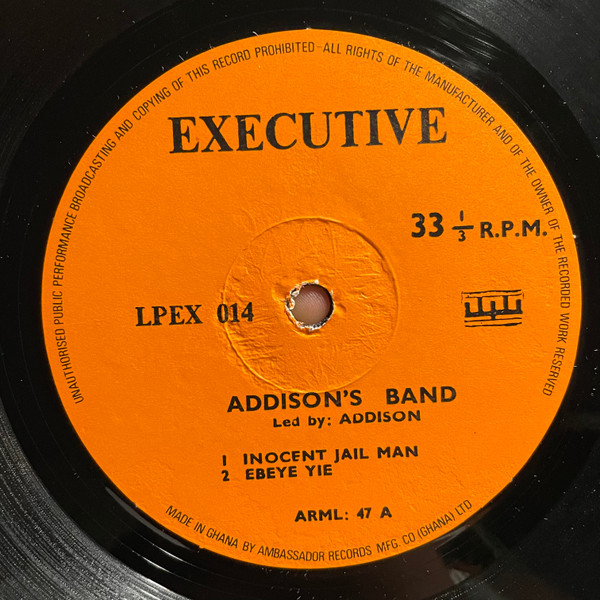 UNAUTHORISED PUBLIC PERFORMANCE BROADCASTING AND COPYING OF THIS RECORD PROHIBITED-ALL RIGHTS OF THE MANUFACTURER AND OF THE OWNER OF THE RECORDED WORK RESERVED
EXECUTIVE
33 1/3 R.P.M.
LPEX 014
ADDISON'S BAND
Led by: ADDISON
1 INOCENT JAIL MAN
2 EBEYE YIE
ARML: 47 A
MADE IN GHANA BY AMBASSADOR RECORDS MFG. CO (GHANA) LTD